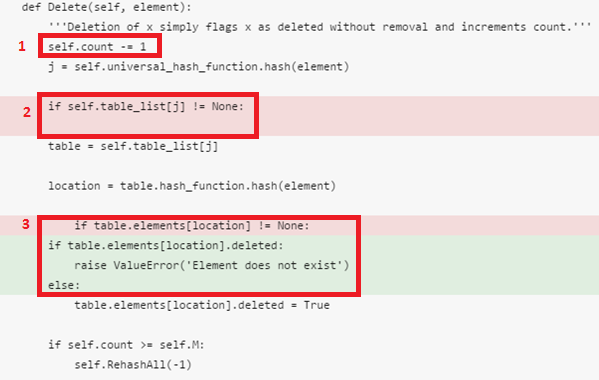 def Delete(self, element):
'''Deletion of x simply flags x as deleted without removal and increments count.'''
1 self.count -= 1
j = self.universal_hash_function.hash(element)
2 if self.table_list[j] != None:
table = self.table_list[j]
location = table.hash_function.hash(element)
3 if table.elements[location] != None:
if table.elements[location].deleted:
raise ValueError('Element does not exist')
else:
table.elements[location].deleted = True
if self.count >= self.M:
self.RehashAll(-1)